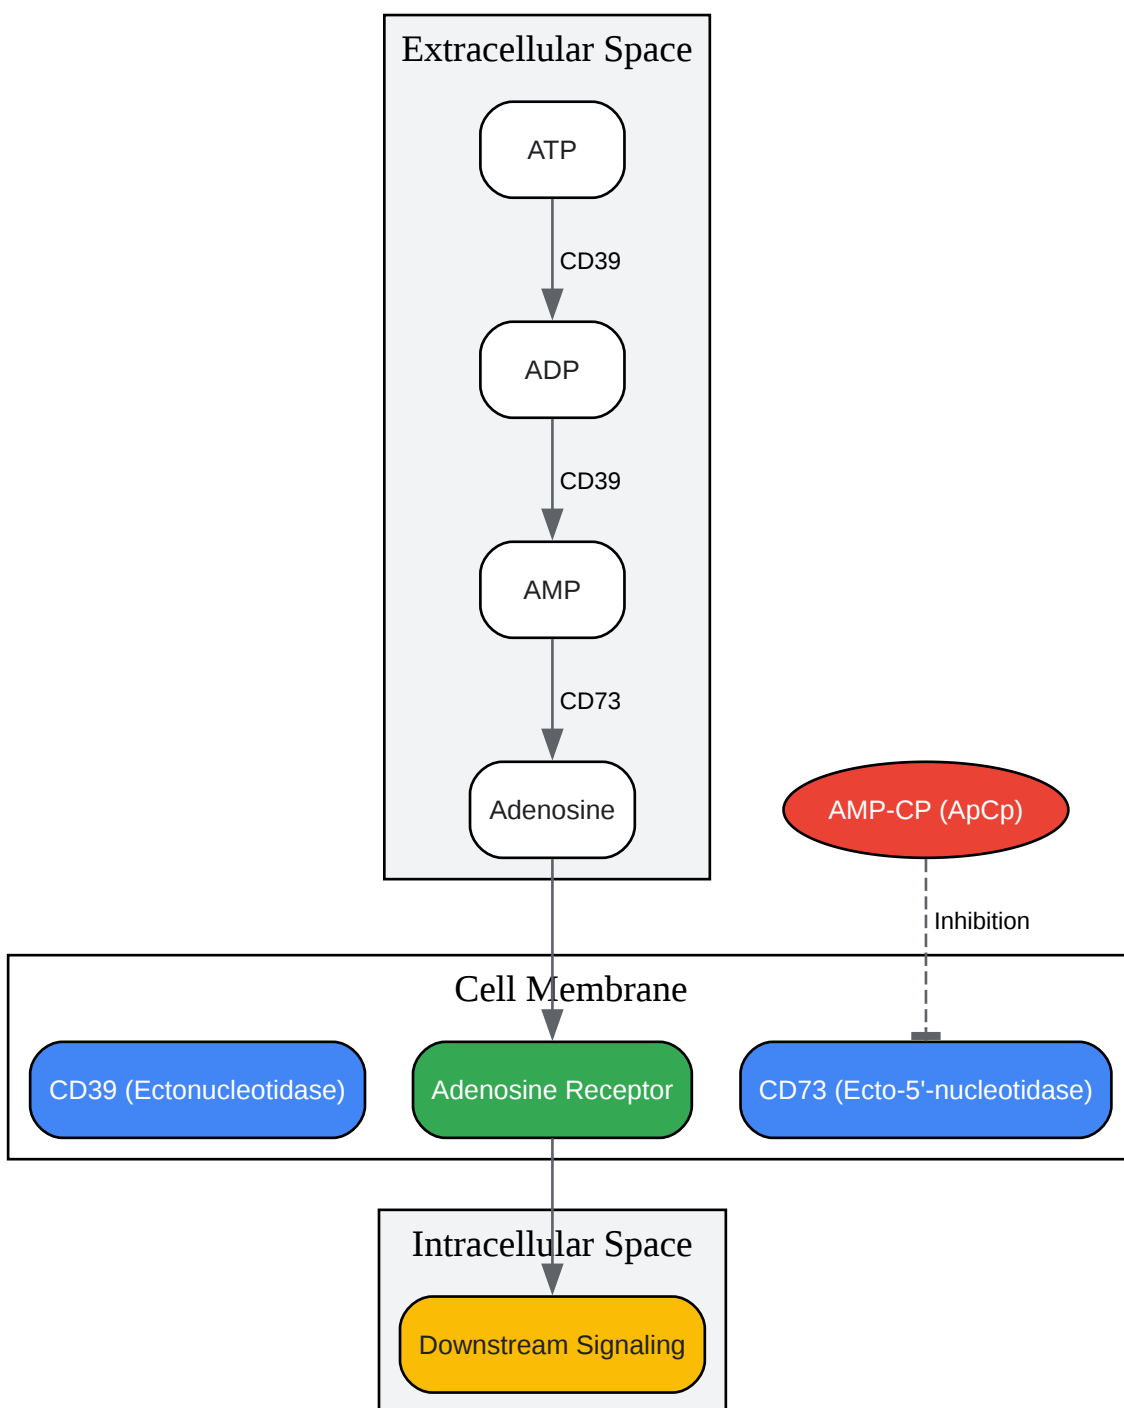 Extracellular Space
ATP
CD39
ADP
CD39
AMP
CD73
Adenosine
AMP-CP (ApCp)
Inhibition
Cell Membrane
CD39 (Ectonucleotidase)
Adenosine Receptor
CD73 (Ecto-5'-nucleotidase)
Intracellular Space
Downstream Signaling